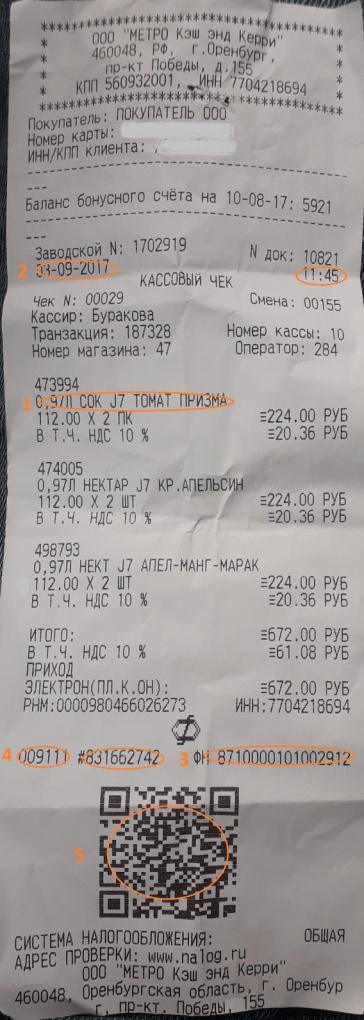 ООО "МЕТРО Кэш энд Керри"
460048, РФ, г.Оренбург,
пр-кт Победы, д.155
КПП 560932001, ИНН 7704218694
Покупатель: ПОКУПАТЕЛЬ ООО
Номер карты:
ИНН/КПП клиента:
Баланс бонусного счёта на 10-08-17: 5921
Заводской N: 1702919 N док: 10821
2 03-09-2017 11:45
КАССОВЫЙ ЧЕК
Чек N: 00029 Смена: 00155
Кассир: Буракова
Транзакция: 187328 Номер кассы: 10
Номер магазина: 47 Оператор: 284
473994
1 0,97Л СОК J7 ТОМАТ ПРИЗМА
112.00 X 2 ПК ≡224.00 РУБ
В Т.Ч. НДС 10 % ≡20.36 РУБ
474005
0,97Л НЕКТАР J7 КР.АПЕЛЬСИН
112.00 X 2 ШТ ≡224.00 РУБ
В Т.Ч. НДС 10 % ≡20.36 РУБ
498793
0,97Л НЕКТ J7 АПЕЛ-МАНГ-МАРАК
112.00 X 2 ШТ ≡224.00 РУБ
В Т.Ч. НДС 10 % ≡20.36 РУБ
ИТОГО: ≡672.00 РУБ
В Т.Ч. НДС 10 % ≡61.08 РУБ
ПРИХОД
ЭЛЕКТРОН(ПЛ.К.ОН): ≡672.00 РУБ
РНМ:0000980466026273 ИНН:7704218694
4 009111 #831662742 3 ФН 8710000101002912
5
СИСТЕМА НАЛОГООБЛОЖЕНИЯ: ОБЩАЯ
АДРЕС ПРОВЕРКИ: www.nalog.ru
ООО "МЕТРО Кэш энд Керри"
460048, Оренбургская область, г. Оренбур
г, пр-кт. Победы, 155